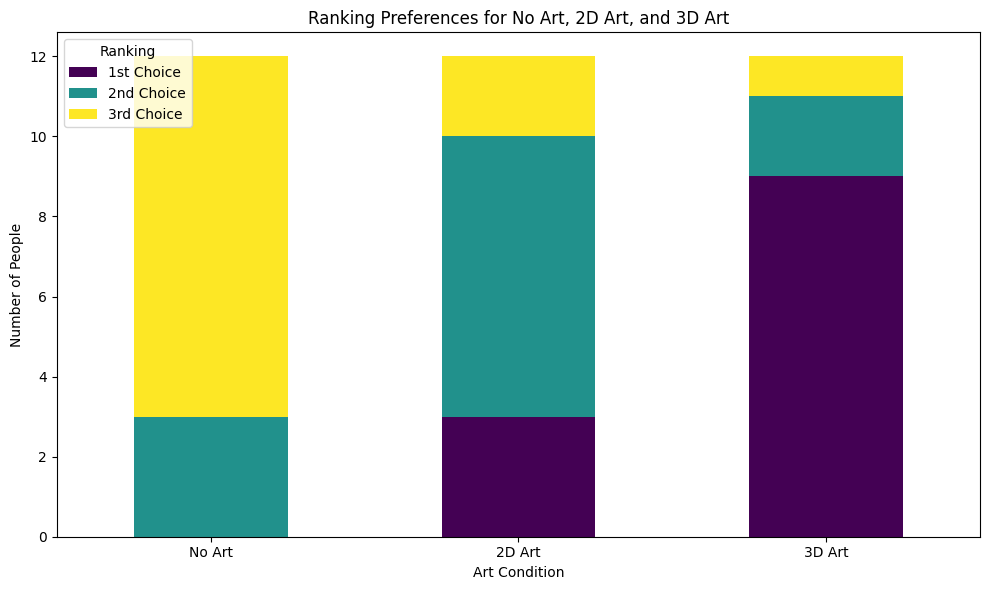 Ranking Preferences for No Art, 2D Art, and 3D Art
Ranking
1st Choice
2nd Choice
3rd Choice
12
10
8
6
4
2
0
Number of People
No Art
2D Art
3D Art
Art Condition